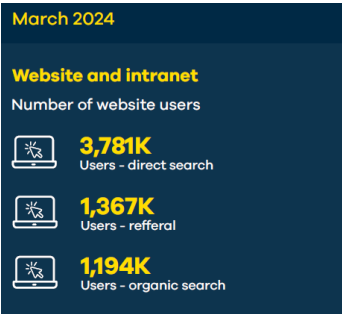 March 2024
Website and intranet
Number of website users
3,781K
Users - direct search
1,367K
Users - refferal
1,194K
Users - organic search